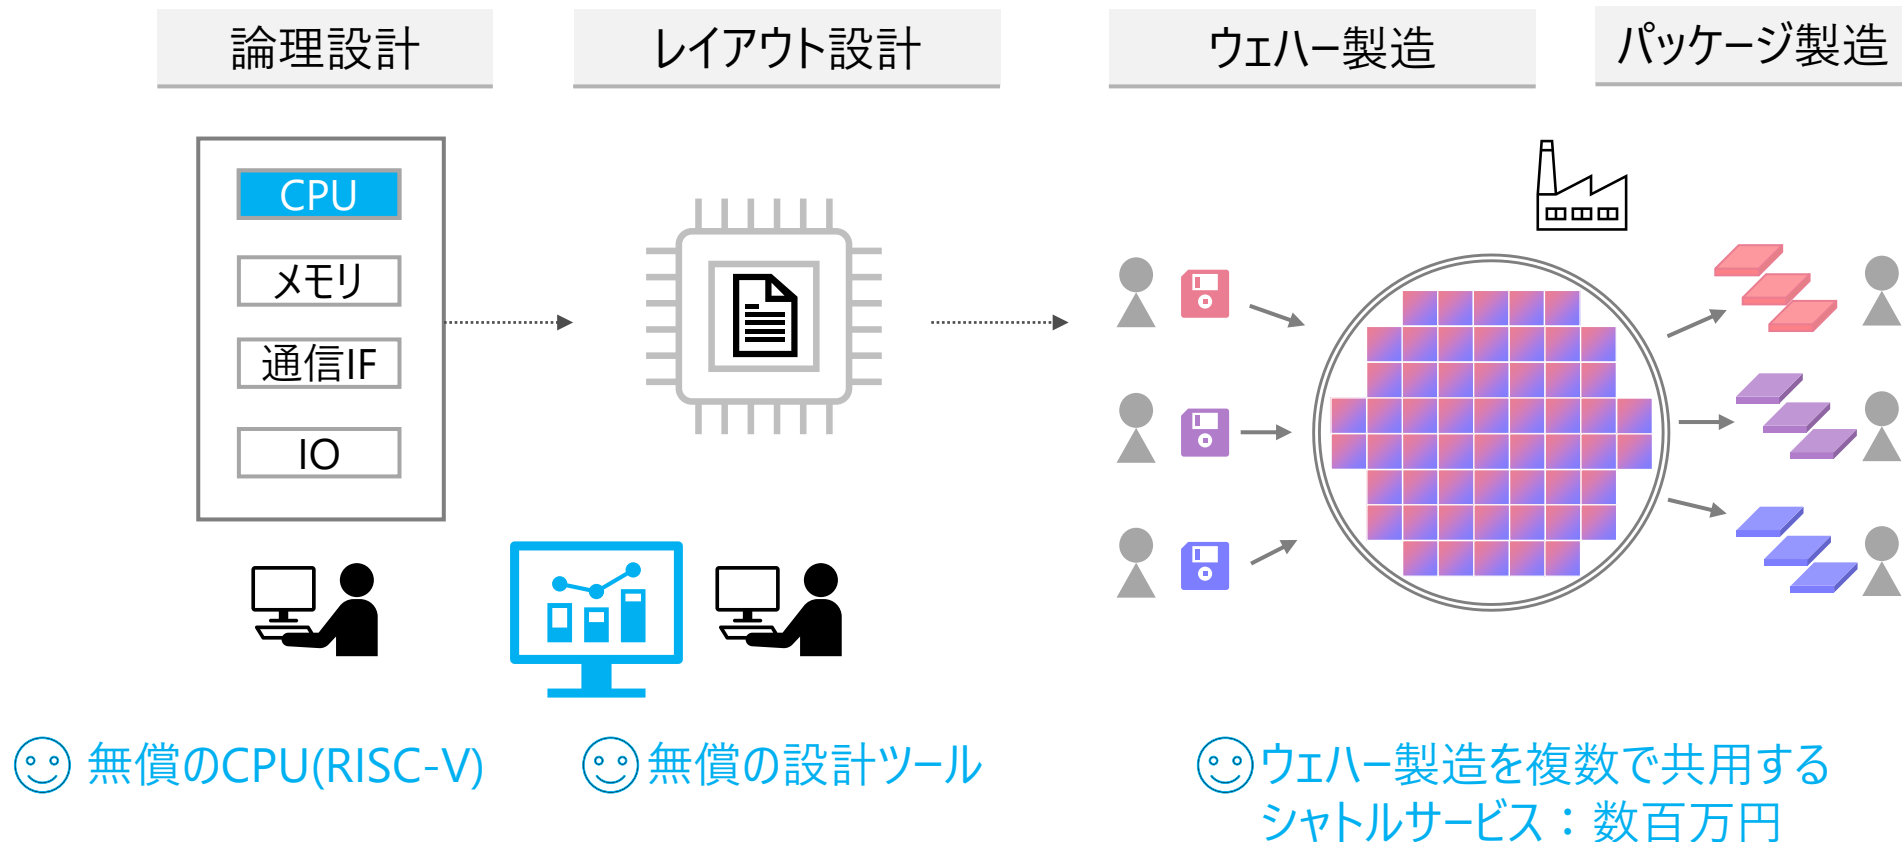 論理設計
レイアウト設計
ウェハー製造
パッケージ製造
CPU
メモリ
通信IF
IO
無償のCPU(RISC-V)
無償の設計ツール
ウェハー製造を複数で共用する
シャトルサービス：数百万円